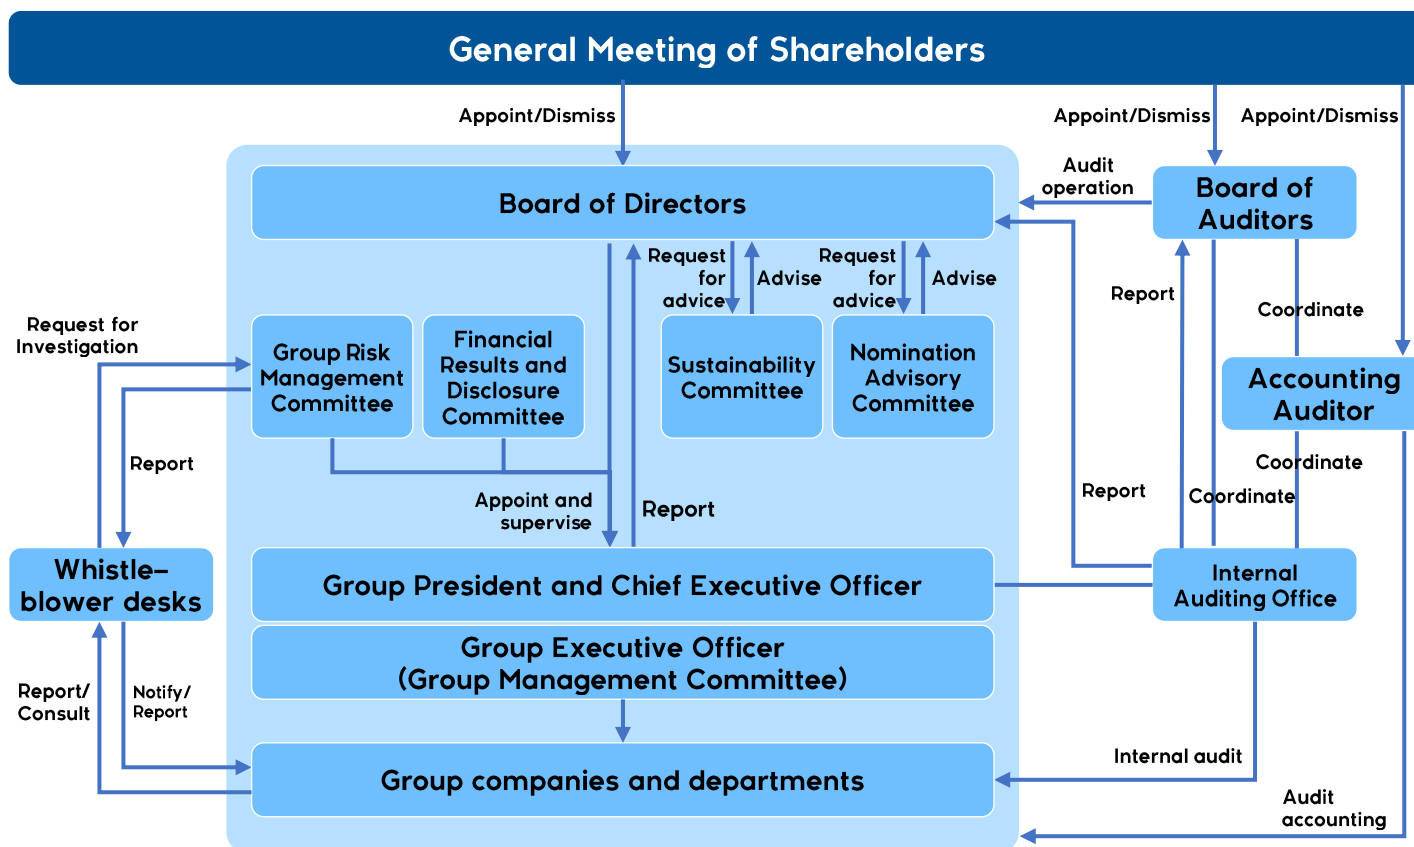 General Meeting of Shareholders
Appoint/Dismiss
Appoint/Dismiss
Appoint/Dismiss
Board of Directors
Audit
operation
Board of
Auditors
Request
for
advice
Advise
Request
for
advice
Advise
Report
Coordinate
Request for
Investigation
Group Risk
Management
Committee
Financial
Results and
Disclosure
Committee
Sustainability
Committee
Nomination
Advisory
Committee
Accounting
Auditor
Report
Appoint and
supervise
Report
Report
Coordinate
Coordinate
Whistle–
blower desks
Group President and Chief Executive Officer
Internal
Auditing Office
Group Executive Officer
(Group Management Committee)
Report/
Consult
Notify/
Report
Group companies and departments
Internal audit
Audit
accounting